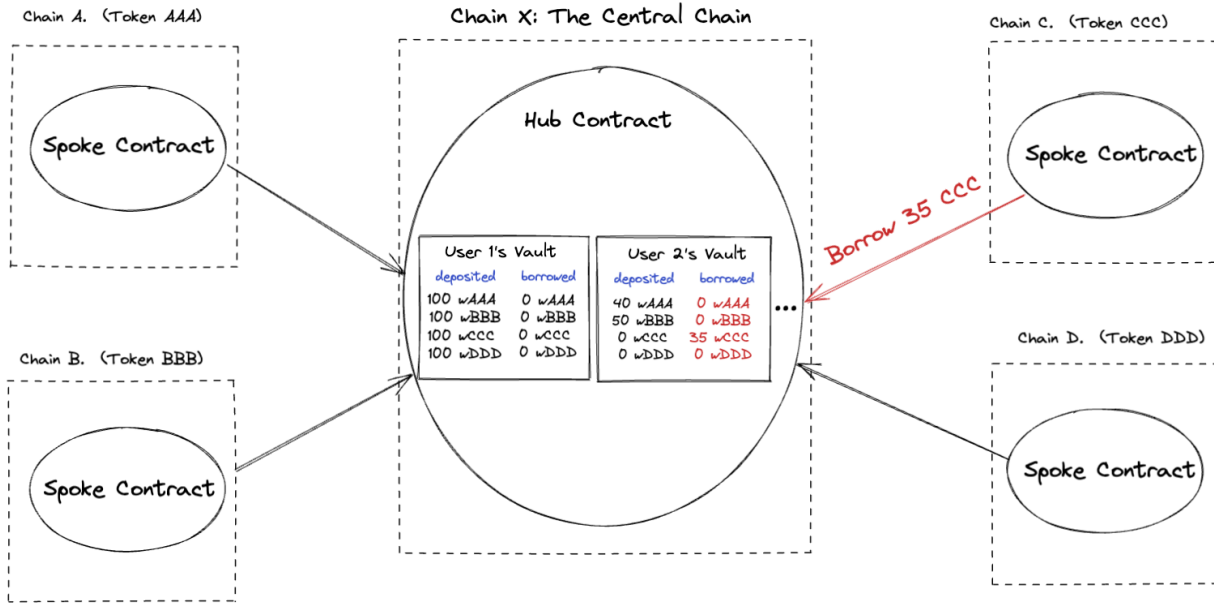 Chain A. (Token AAA)
Spoke Contract
Chain B. (Token BBB)
Spoke Contract
Chain X: The Central Chain
Hub Contract
User 1's Vault
deposited borrowed
100 wAAA 0 wAAA
100 wBBB 0 wBBB
100 wCCC 0 wCCC
100 wDDD 0 wDDD
User 2's Vault
deposited borrowed
40 wAAA 0 wAAA
50 wBBB 0 wBBB
0 wCCC 35 wCCC
0 wDDD 0 wDDD
...
Borrow 35 CCC
Chain C. (Token CCC)
Spoke Contract
Chain D. (Token DDD)
Spoke Contract